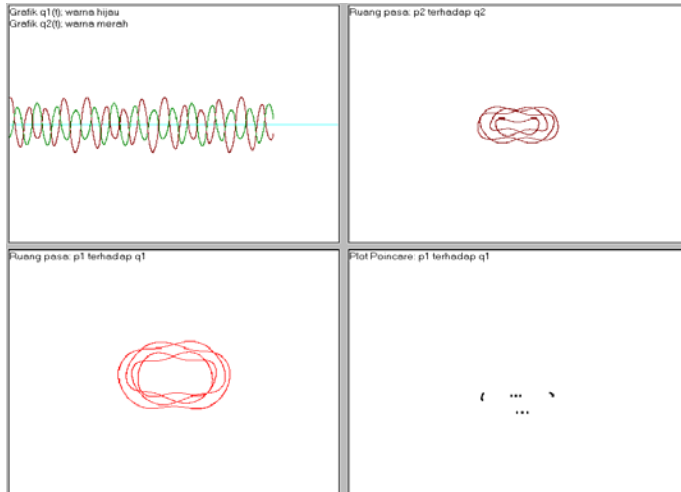 Grafik q1(t): warna hijau
Grafik q2(t): warna merah
Ruang pasa: p2 terhadap q2
Ruang pasa: p1 terhadap q1
Plot Poincare: p1 terhadap q1